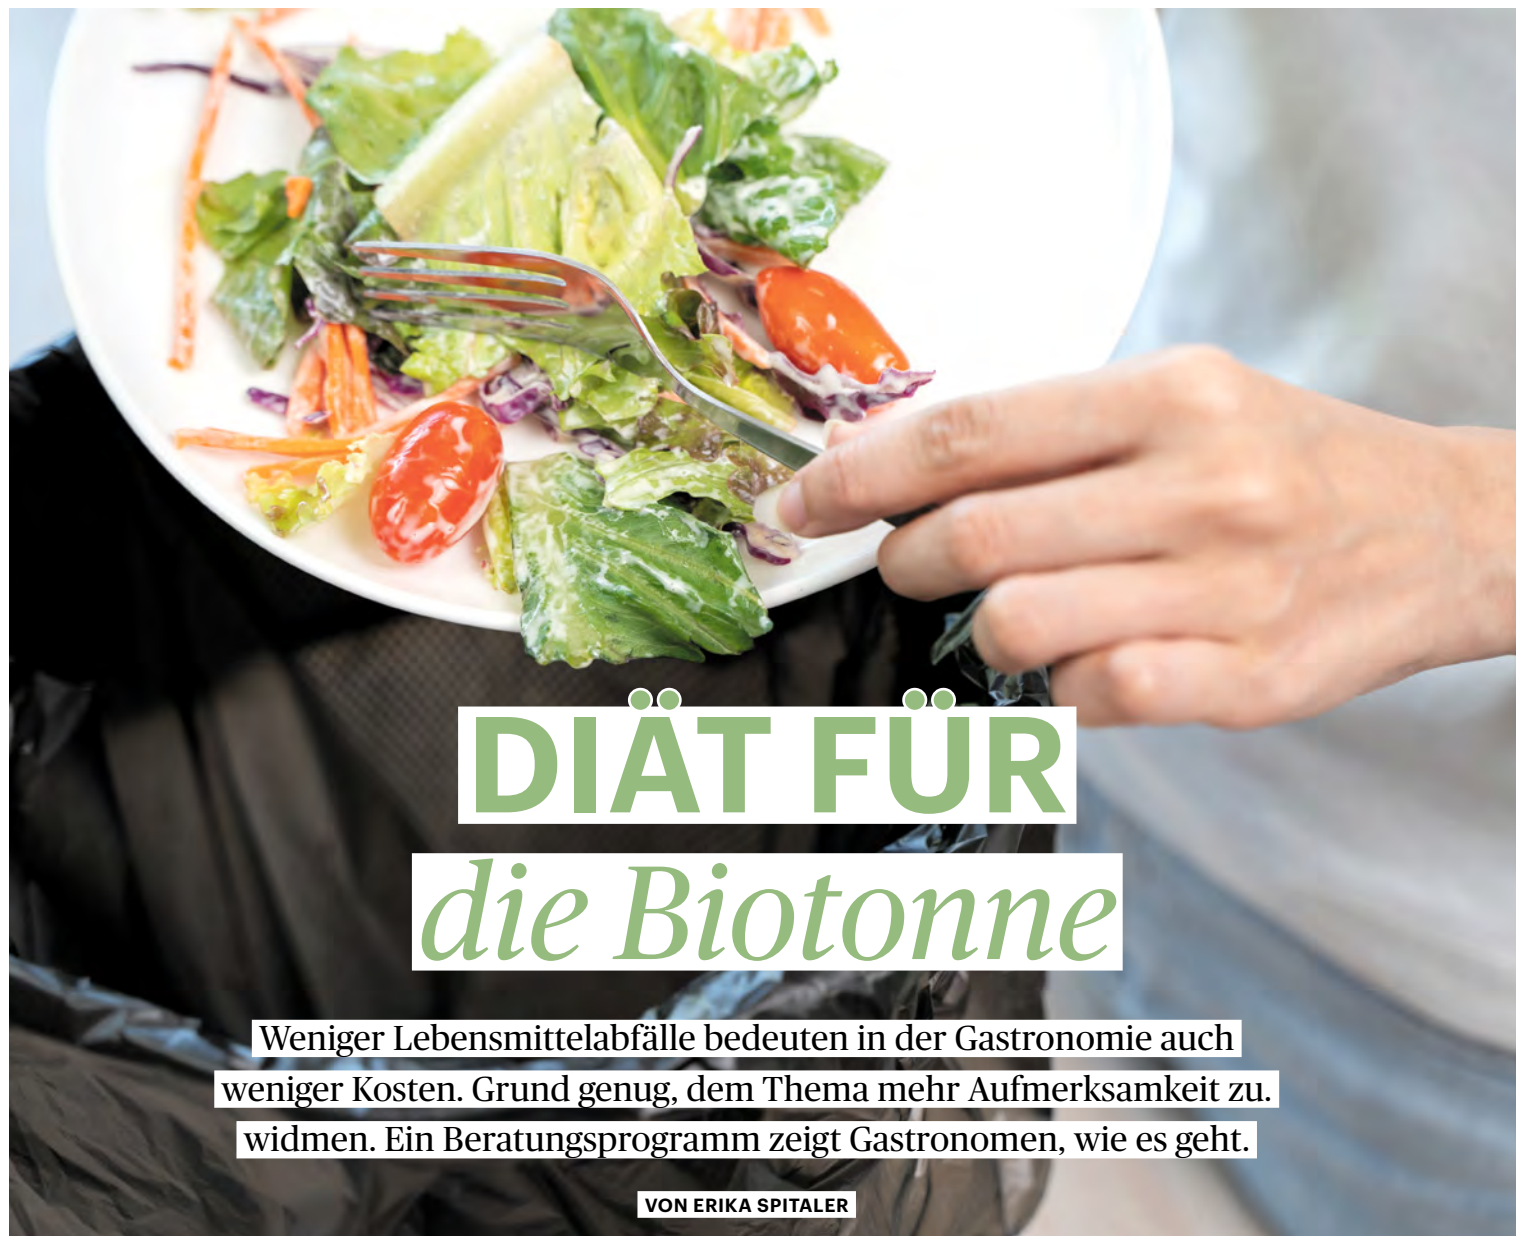 DIÄT FÜR
die Biotonne
Weniger Lebensmittelabfälle bedeuten in der Gastronomie auch
weniger Kosten. Grund genug, dem Thema mehr Aufmerksamkeit zu.
widmen. Ein Beratungsprogramm zeigt Gastronomen, wie es geht.
VON ERIKA SPITALER